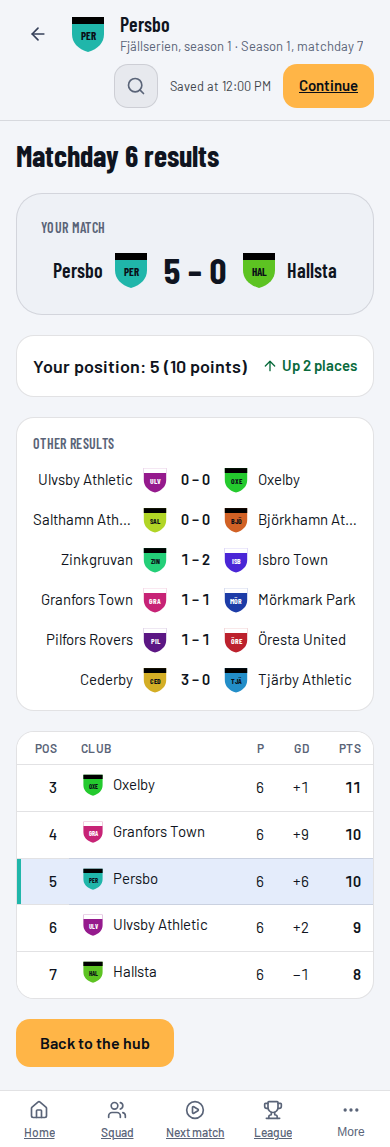 PER
Persbo
Fjällserien, season 1 · Season 1, matchday 7
Saved at 12:00 PM
Continue
Matchday 6 results
YOUR MATCH
Persbo PER 5 – 0 HAL Hallsta
Your position: 5 (10 points) ↑ Up 2 places
OTHER RESULTS
Ulvsby Athletic ULV 0 – 0 OXE Oxelby
Salthamn Ath... SAL 0 – 0 BJÖ Björkhamn At...
Zinkgruvan ZIN 1 – 2 ISB Isbro Town
Granfors Town GRA 1 – 1 MÖR Mörkmark Park
Pilfors Rovers PIL 1 – 1 ÖRE Öresta United
Cederby CED 3 – 0 TJÄ Tjärby Athletic
POS CLUB P GD PTS
3 OXE Oxelby 6 +1 11
4 GRA Granfors Town 6 +9 10
5 PER Persbo 6 +6 10
6 ULV Ulvsby Athletic 6 +2 9
7 HAL Hallsta 6 −1 8
Back to the hub
Home Squad Next match League More